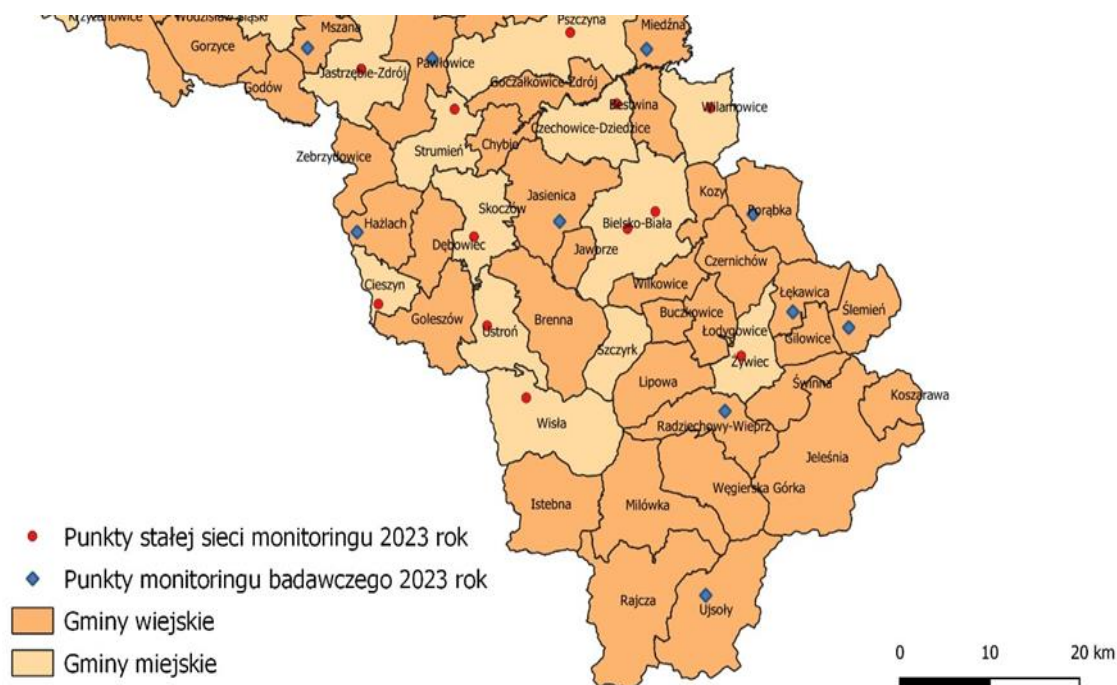 Krzyżanowice
Wodzisław Śląski
Mszana
Pszczyna
Miedźna
Gorzyce
Pawłowice
Jastrzębie-Zdrój
Godów
Goczałkowice-Zdrój
Bestwina
Wilamowice
Czechowice-Dziedzice
Strumień
Chybie
Zebrzydowice
Kozy
Jasienica
Skoczów
Porąbka
Hażlach
Bielsko-Biała
Dębowiec
Jaworze
Czernichów
Cieszyn
Wilkowice
Łękawica
Ślemień
Goleszów
Ustroń
Brenna
Buczkowice
Łodygowice
Gilowice
Szczyrk
Żywiec
Lipowa
Świnna
Koszarawa
Wisła
Radziechowy-Wieprz
Jeleśnia
Węgierska Górka
Istebna
Milówka
Rajcza
Ujsoły
Punkty stałej sieci monitoringu 2023 rok
Punkty monitoringu badawczego 2023 rok
Gminy wiejskie
Gminy miejskie
0 10 20 km